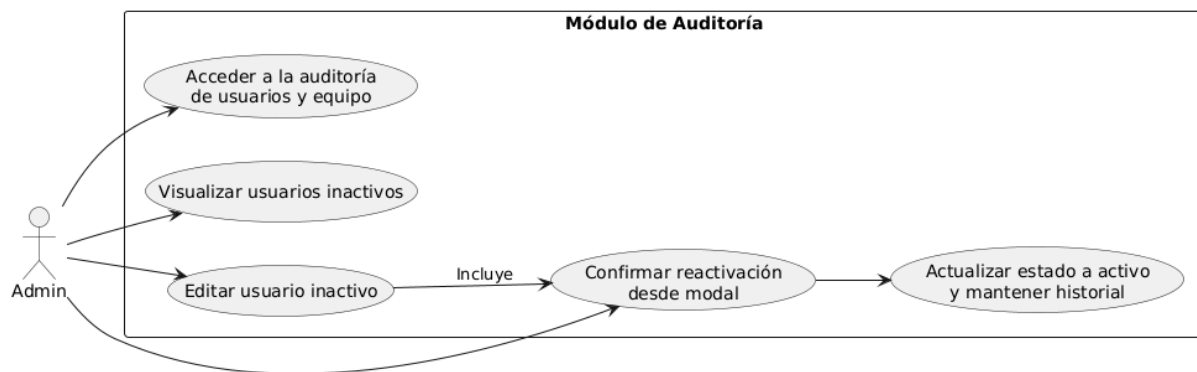 Módulo de Auditoría
Acceder a la auditoría
de usuarios y equipo
Visualizar usuarios inactivos
Admin
Editar usuario inactivo
Incluye
Confirmar reactivación
desde modal
Actualizar estado a activo
y mantener historial